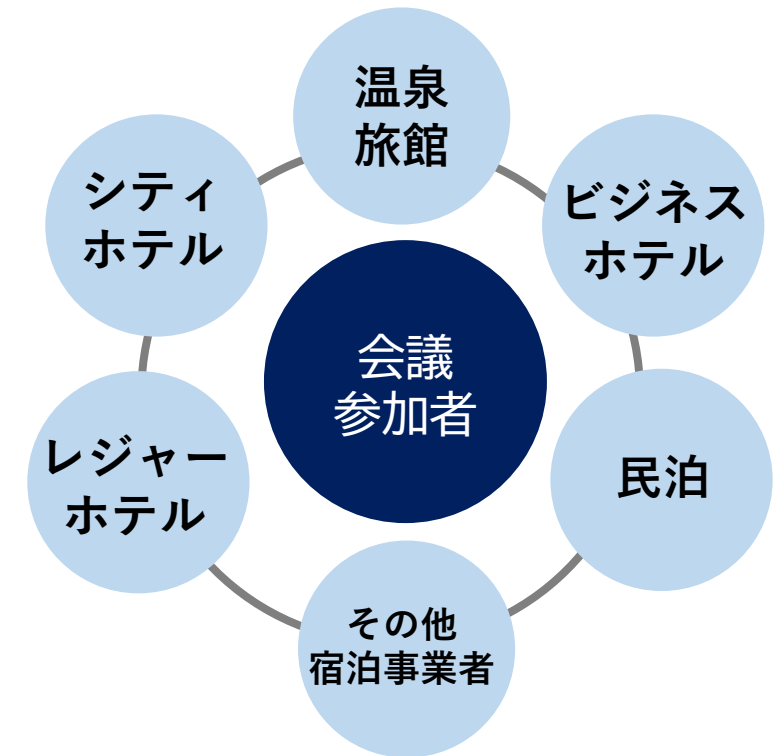 温泉
旅館
シティ
ホテル
ビジネス
ホテル
会議
参加者
レジャー
ホテル
民泊
その他
宿泊事業者